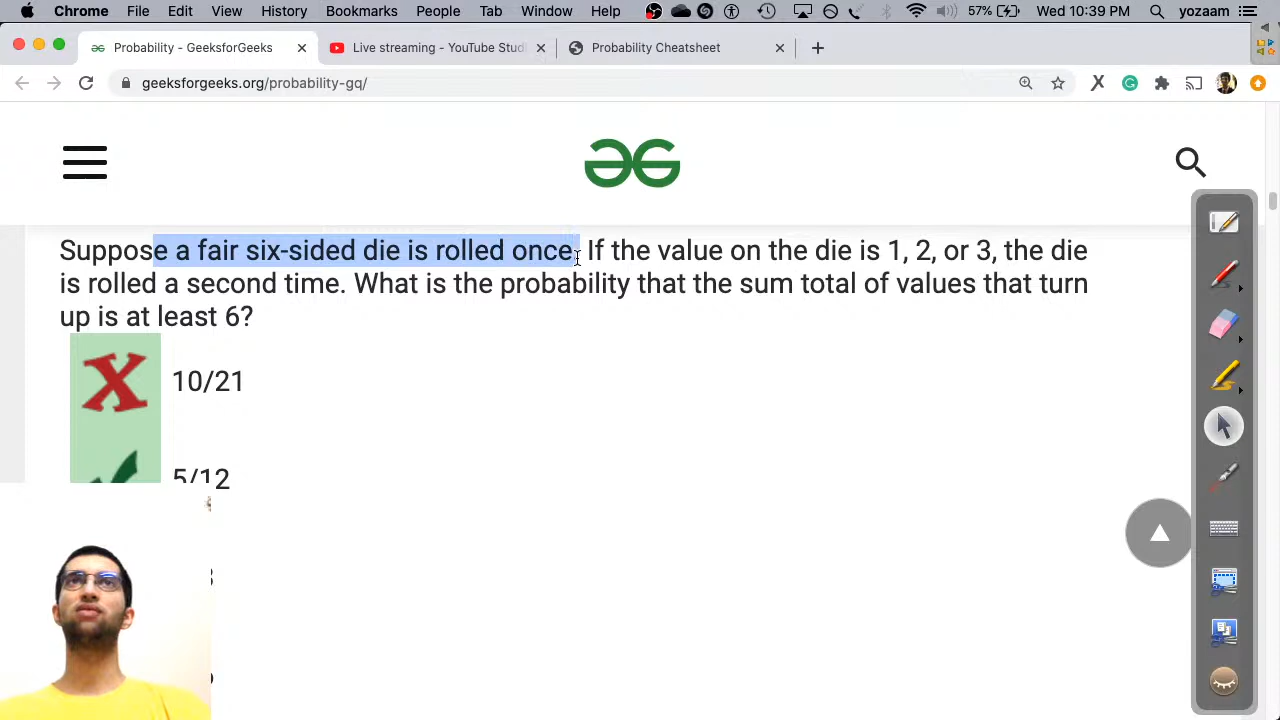 Chrome File Edit View History Bookmarks People Tab Window Help 57% Wed 10:39 PM yozaam
Probability - GeeksforGeeks Live streaming - YouTube Stud Probability Cheatsheet
geeksforgeeks.org/probability-gq/
Suppose a fair six-sided die is rolled once. If the value on the die is 1, 2, or 3, the die
is rolled a second time. What is the probability that the sum total of values that turn
up is at least 6?
10/21
5/12